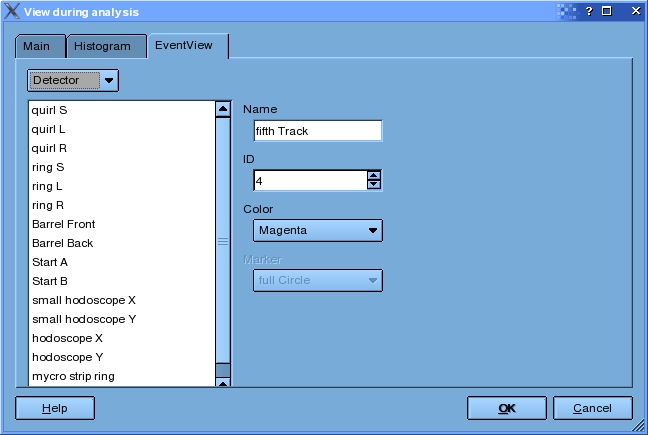 View during analysis
?
Main
Histogram
EventView
Detector
quirl S
quirl L
quirl R
ring S
ring L
ring R
Barrel Front
Barrel Back
Start A
Start B
small hodoscope X
small hodoscope Y
hodoscope X
hodoscope Y
mycro strip ring
Name
fifth Track
ID
4
Color
Magenta
Marker
full Circle
Help
OK
Cancel